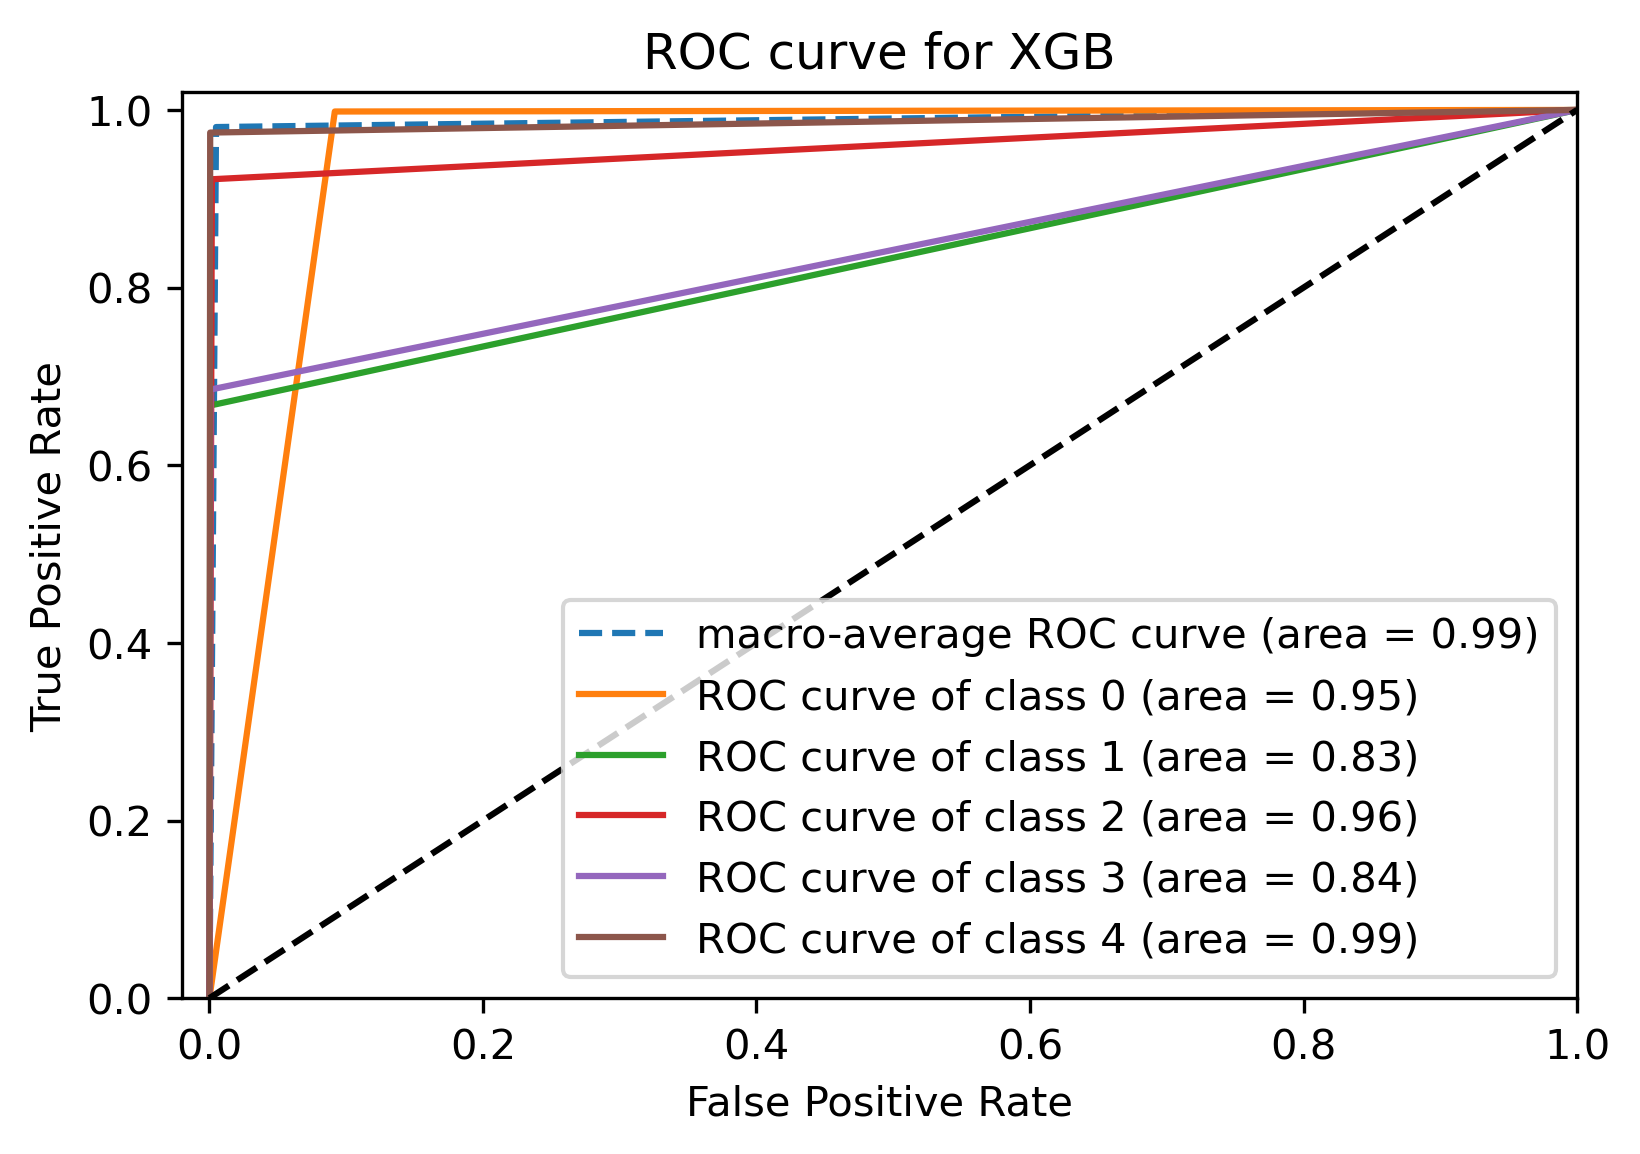 ROC curve for XGB
1.0
0.8
0.6
0.4
0.2
0.0
True Positive Rate
macro-average ROC curve (area = 0.99)
ROC curve of class 0 (area = 0.95)
ROC curve of class 1 (area = 0.83)
ROC curve of class 2 (area = 0.96)
ROC curve of class 3 (area = 0.84)
ROC curve of class 4 (area = 0.99)
0.0 0.2 0.4 0.6 0.8 1.0
False Positive Rate